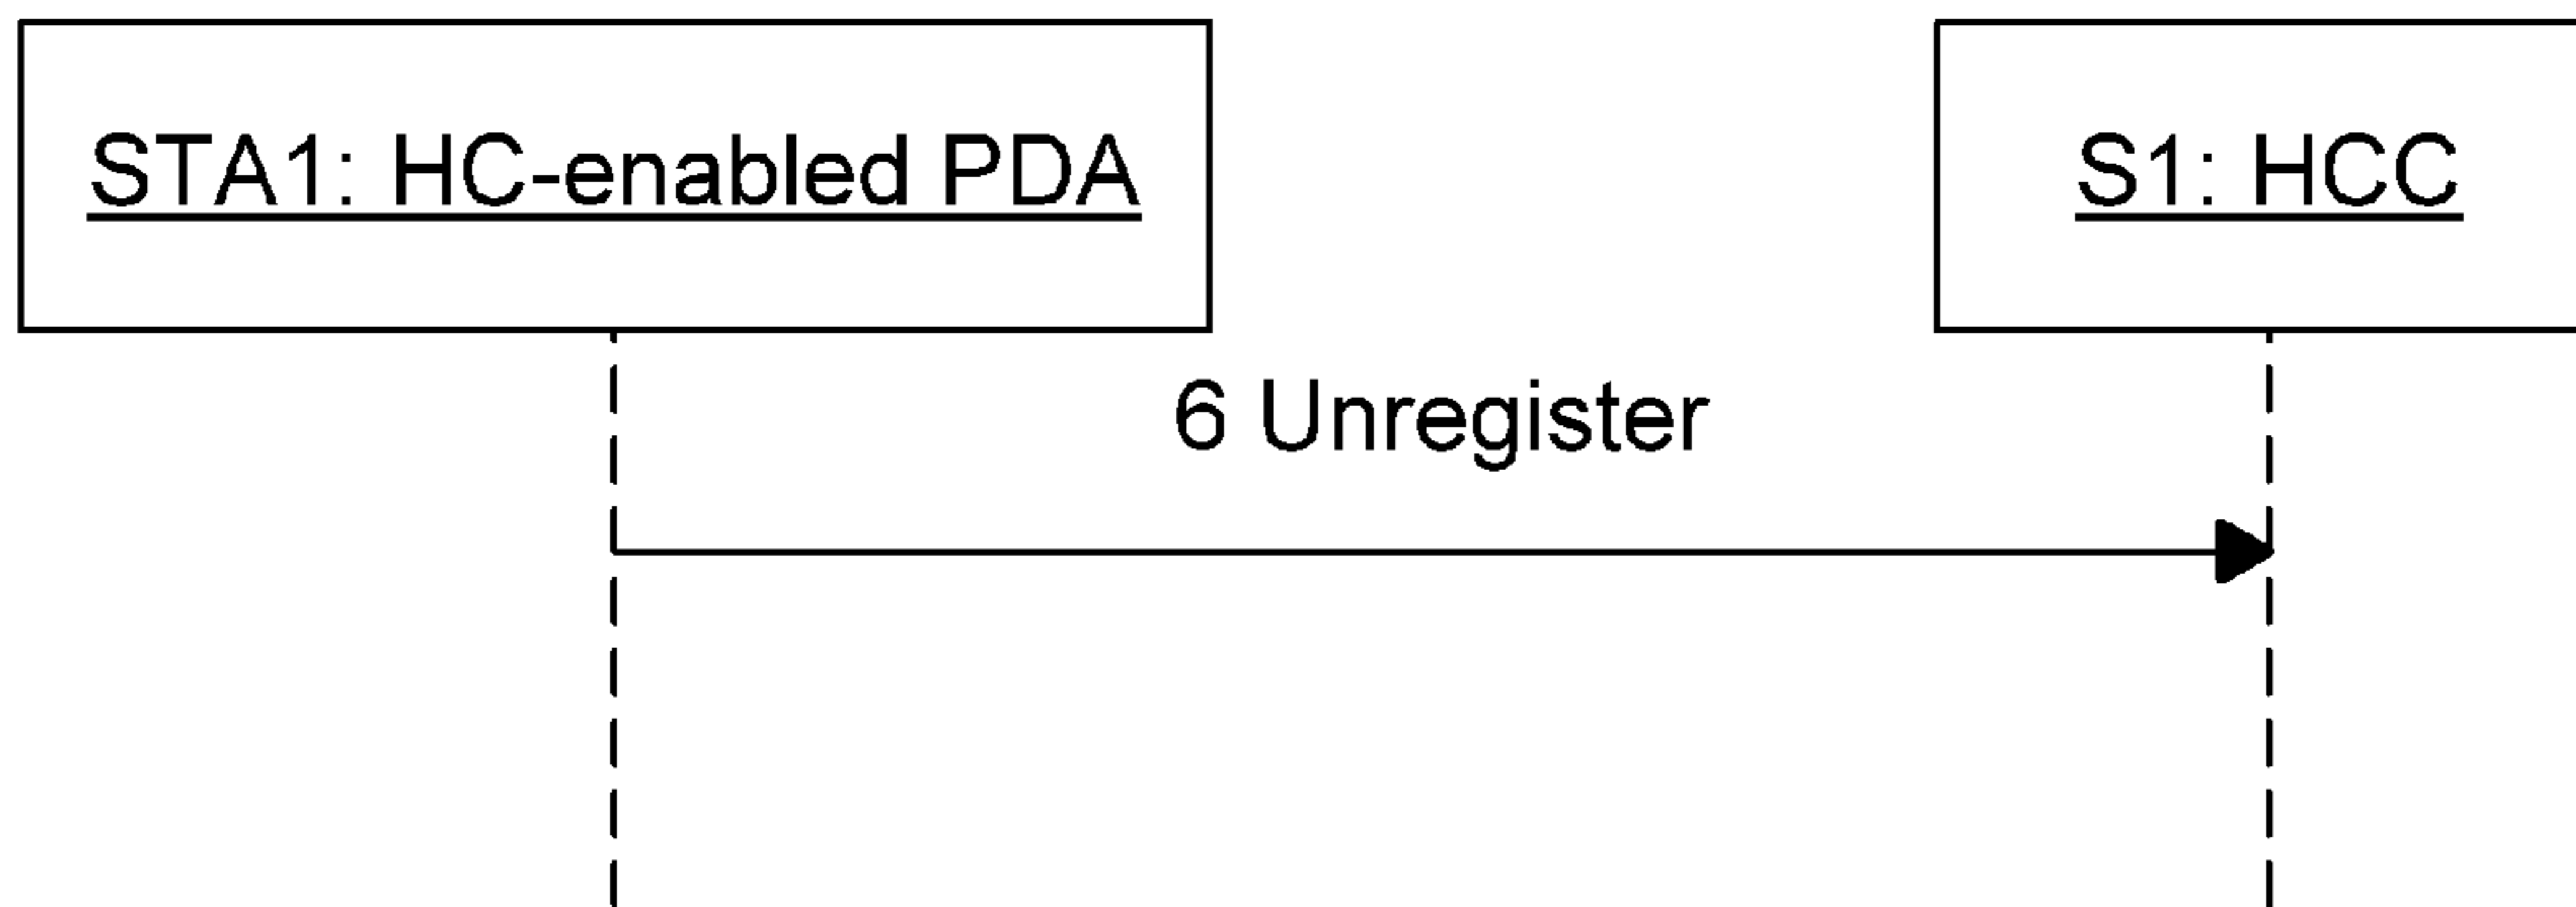 STA1: HC-enabled PDA
S1: HCC
6 Unregister